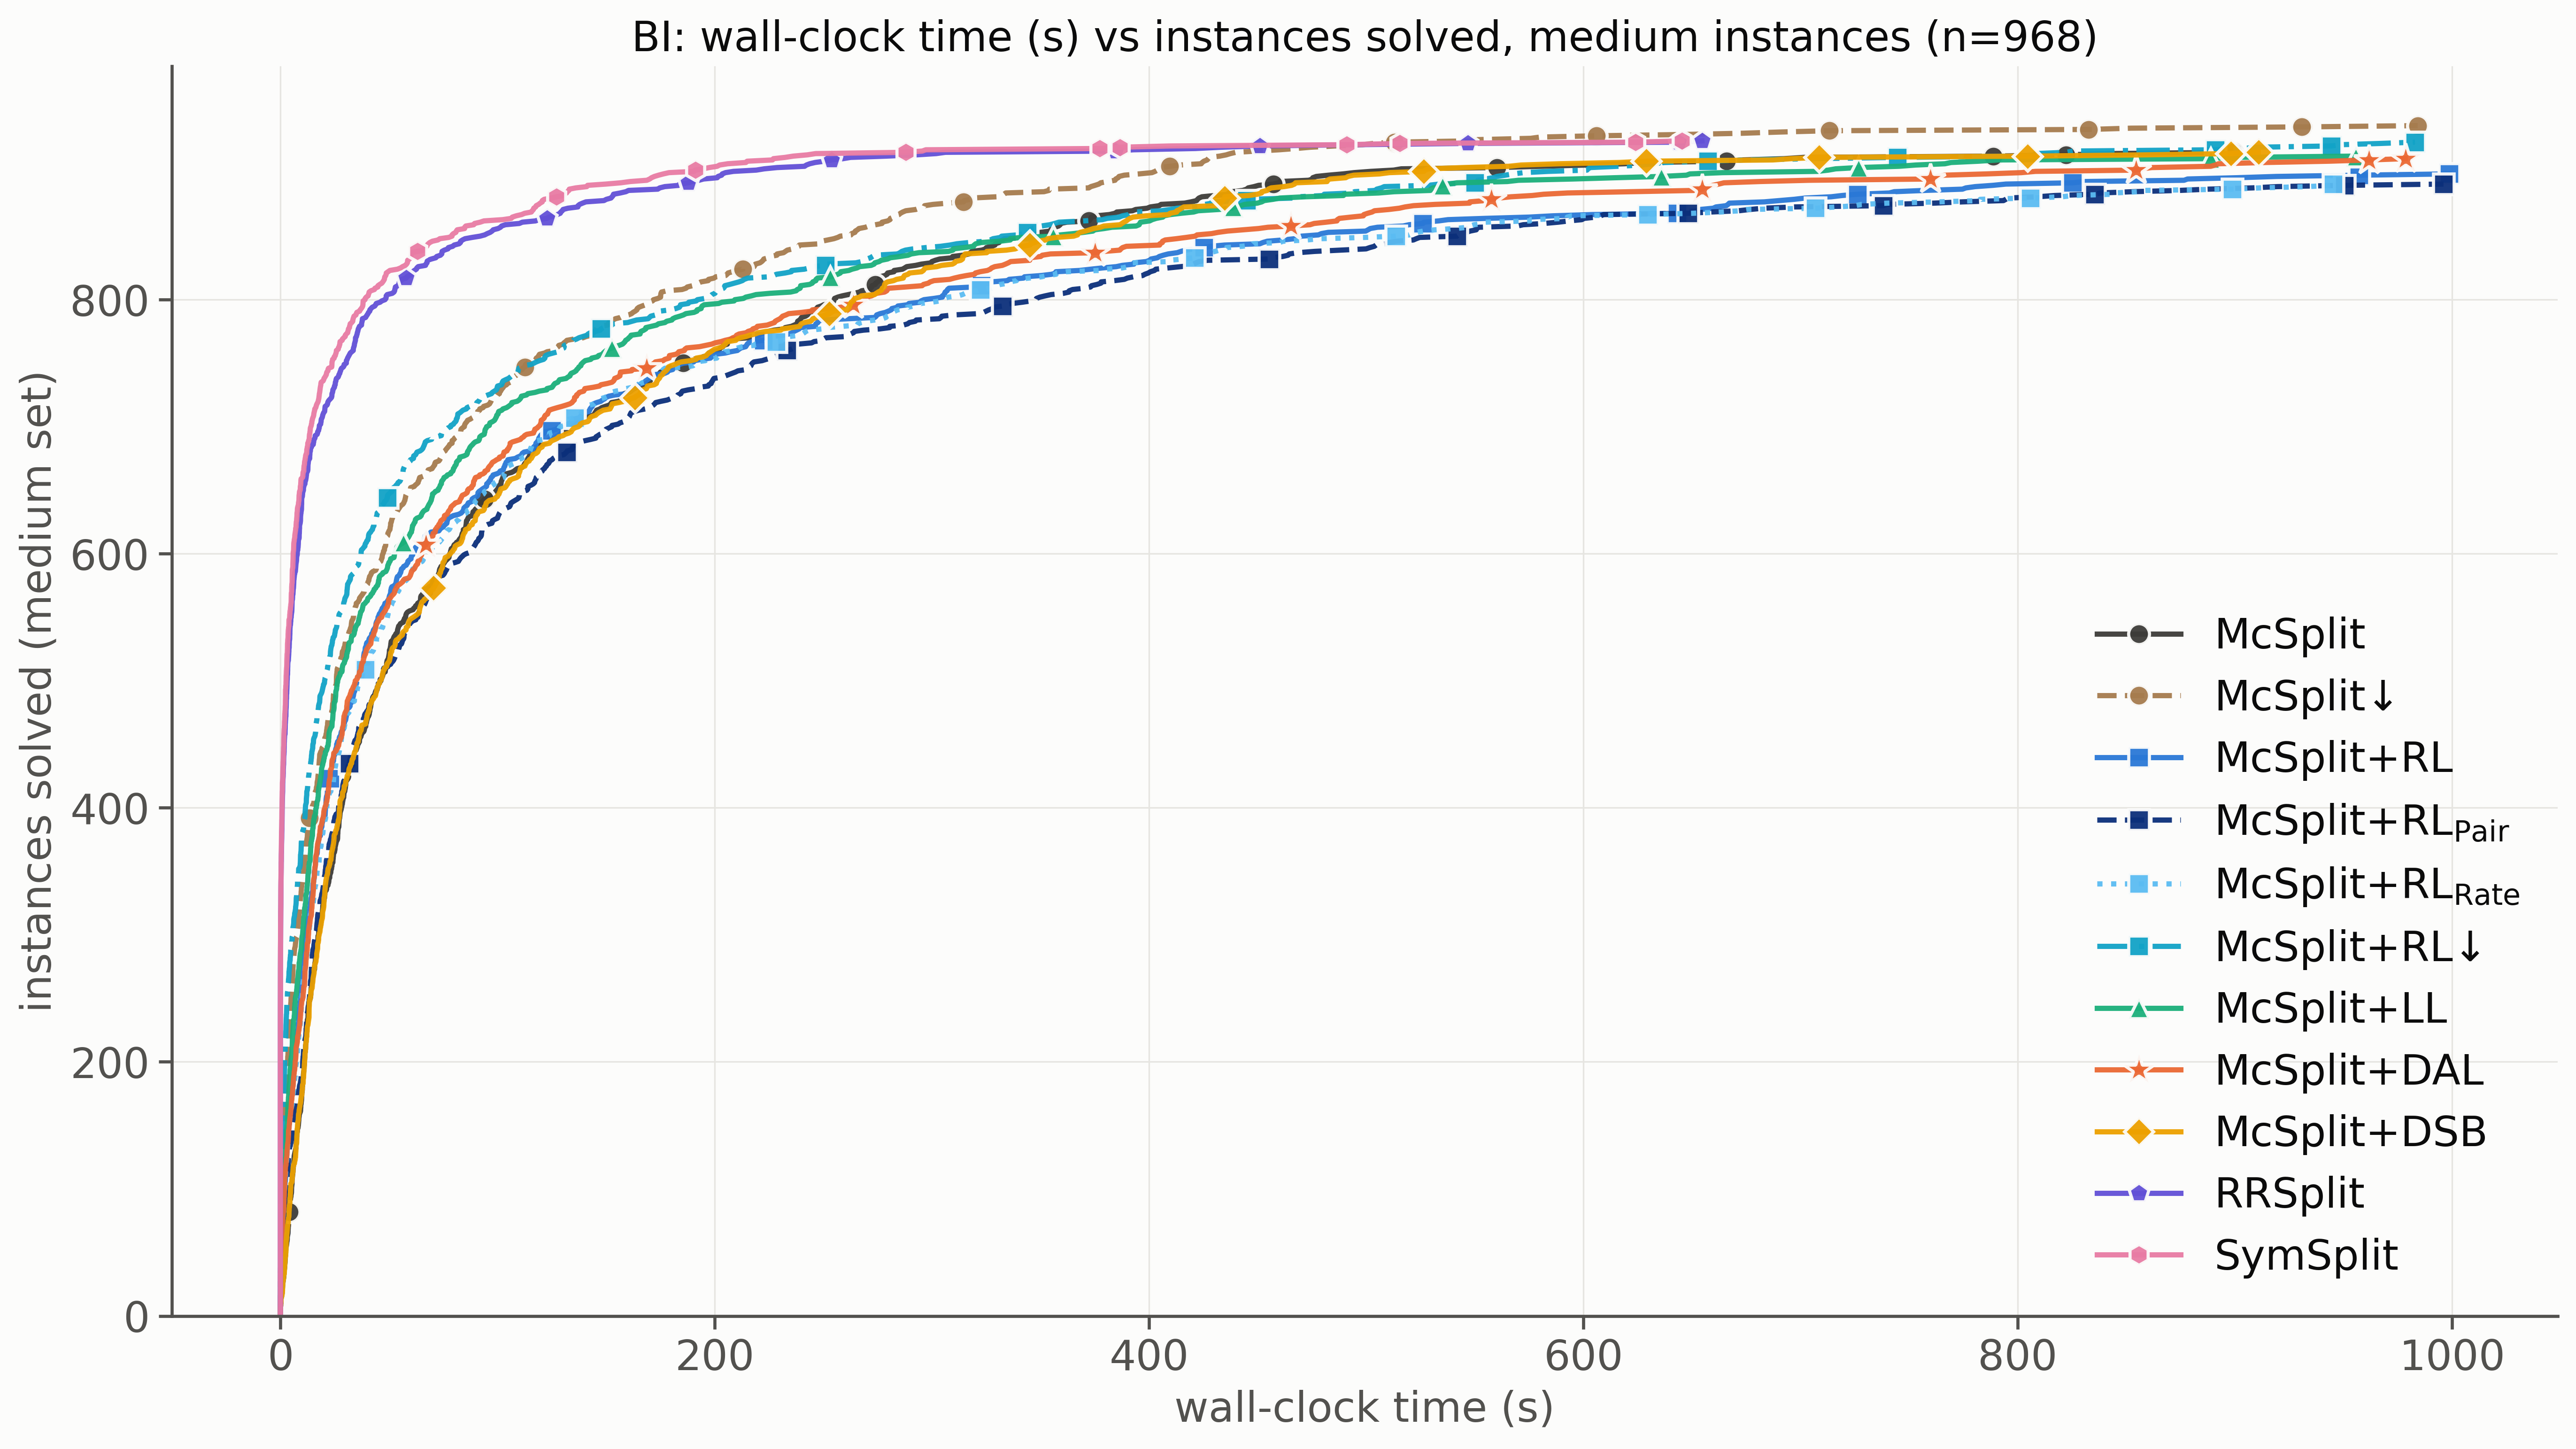 BI: wall-clock time (s) vs instances solved, medium instances (n=968)
instances solved (medium set)
800
600
400
200
0
0 200 400 600 800 1000
wall-clock time (s)
McSplit
McSplit↓
McSplit+RL
McSplit+RL_Pair
McSplit+RL_Rate
McSplit+RL↓
McSplit+LL
McSplit+DAL
McSplit+DSB
RRSplit
SymSplit